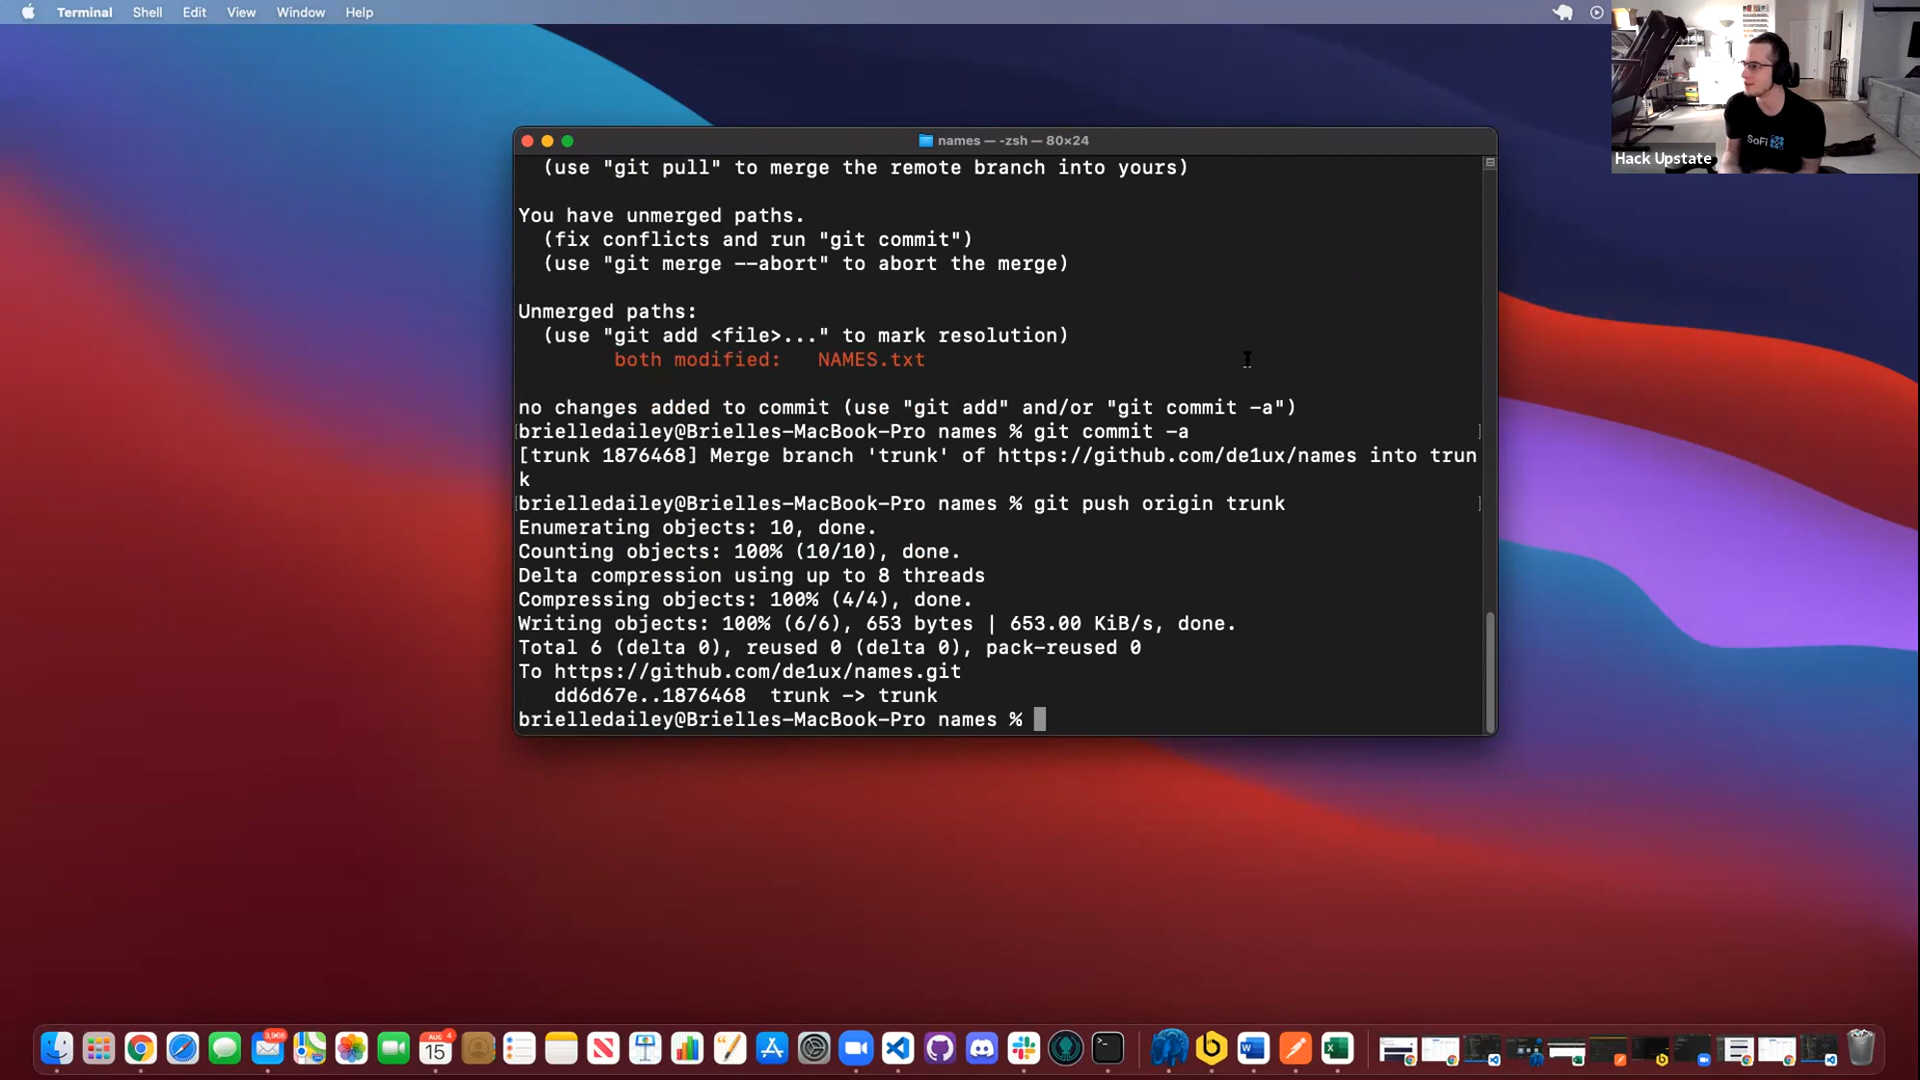 Terminal Shell Edit View Window Help
names — -zsh — 80×24
(use "git pull" to merge the remote branch into yours)
You have unmerged paths.
(fix conflicts and run "git commit")
(use "git merge --abort" to abort the merge)
Unmerged paths:
(use "git add <file>..." to mark resolution)
both modified: NAMES.txt
no changes added to commit (use "git add" and/or "git commit -a")
brielledailey@Brielles-MacBook-Pro names % git commit -a
[trunk 1876468] Merge branch 'trunk' of https://github.com/de1ux/names into trun
k
brielledailey@Brielles-MacBook-Pro names % git push origin trunk
Enumerating objects: 10, done.
Counting objects: 100% (10/10), done.
Delta compression using up to 8 threads
Compressing objects: 100% (4/4), done.
Writing objects: 100% (6/6), 653 bytes | 653.00 KiB/s, done.
Total 6 (delta 0), reused 0 (delta 0), pack-reused 0
To https://github.com/de1ux/names.git
dd6d67e..1876468 trunk -> trunk
brielledailey@Brielles-MacBook-Pro names %
SoFi
Hack Upstate
3,965
AUG 4
15